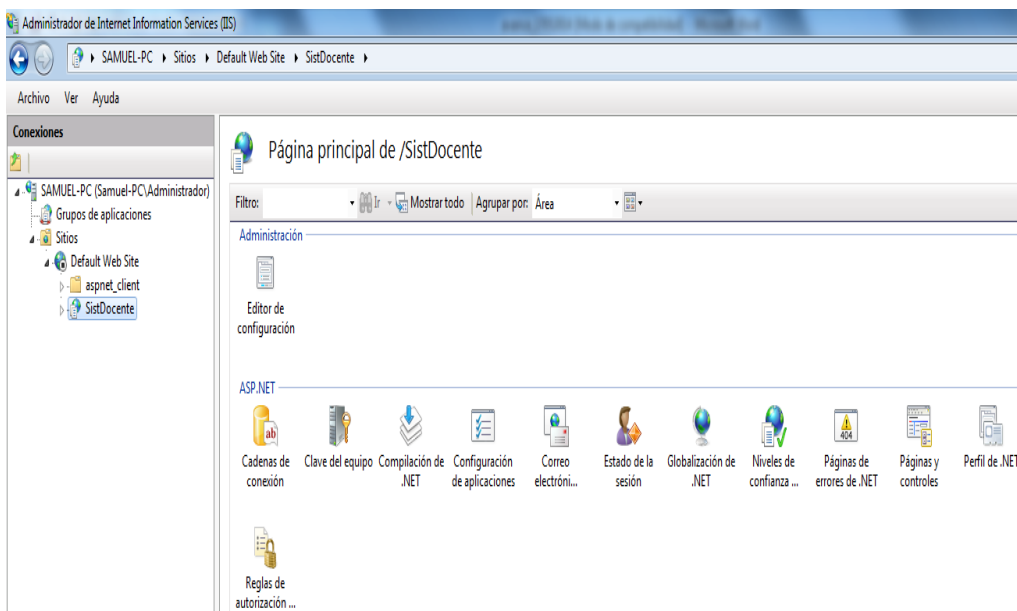 Administrador de Internet Information Services (IIS)
SAMUEL-PC Sitios Default Web Site SistDocente
Archivo Ver Ayuda
Conexiones
SAMUEL-PC (Samuel-PC\Administrador)
Grupos de aplicaciones
Sitios
Default Web Site
aspnet_client
SistDocente
Página principal de /SistDocente
Filtro: Ir Mostrar todo Agrupar por: Área
Administración
Editor de
configuración
ASP.NET
ab
404
Cadenas de
conexión
Clave del equipo
Compilación de
.NET
Configuración
de aplicaciones
Correo
electróni...
Estado de la
sesión
Globalización de
.NET
Niveles de
confianza ...
Páginas de
errores de .NET
Páginas y
controles
Perfil de .NET
Reglas de
autorización ...